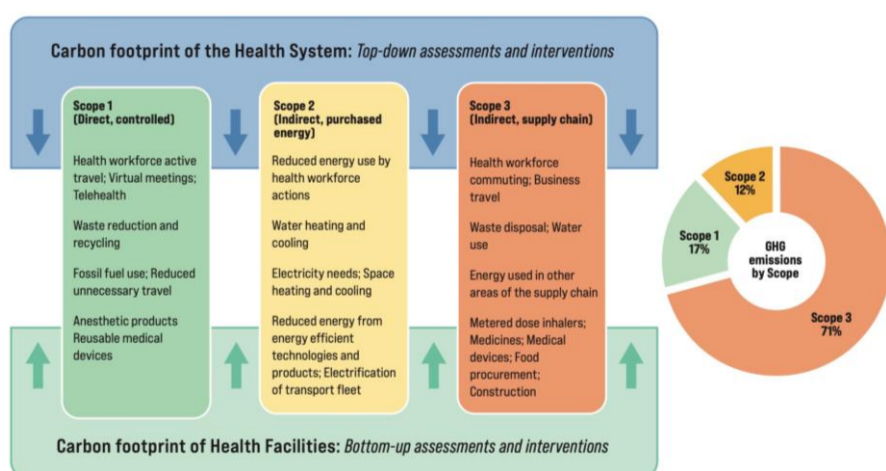 Carbon footprint of the Health System: Top-down assessments and interventions
Scope 1
(Direct, controlled)
Health workforce active
travel; Virtual meetings;
Telehealth
Waste reduction and
recycling
Fossil fuel use; Reduced
unnecessary travel
Anesthetic products
Reusable medical
devices
Scope 2
(Indirect, purchased
energy)
Reduced energy use by
health workforce
actions
Water heating and
cooling
Electricity needs; Space
heating and cooling
Reduced energy from
energy efficient
technologies and
products; Electrification
of transport fleet
Scope 3
(Indirect, supply chain)
Health workforce
commuting; Business
travel
Waste disposal; Water
use
Energy used in other
areas of the supply chain
Metered dose inhalers;
Medicines; Medical
devices; Food
procurement;
Construction
Carbon footprint of Health Facilities: Bottom-up assessments and interventions
Scope 2
12%
Scope 1
17%
GHG
emissions
by Scope
Scope 3
71%